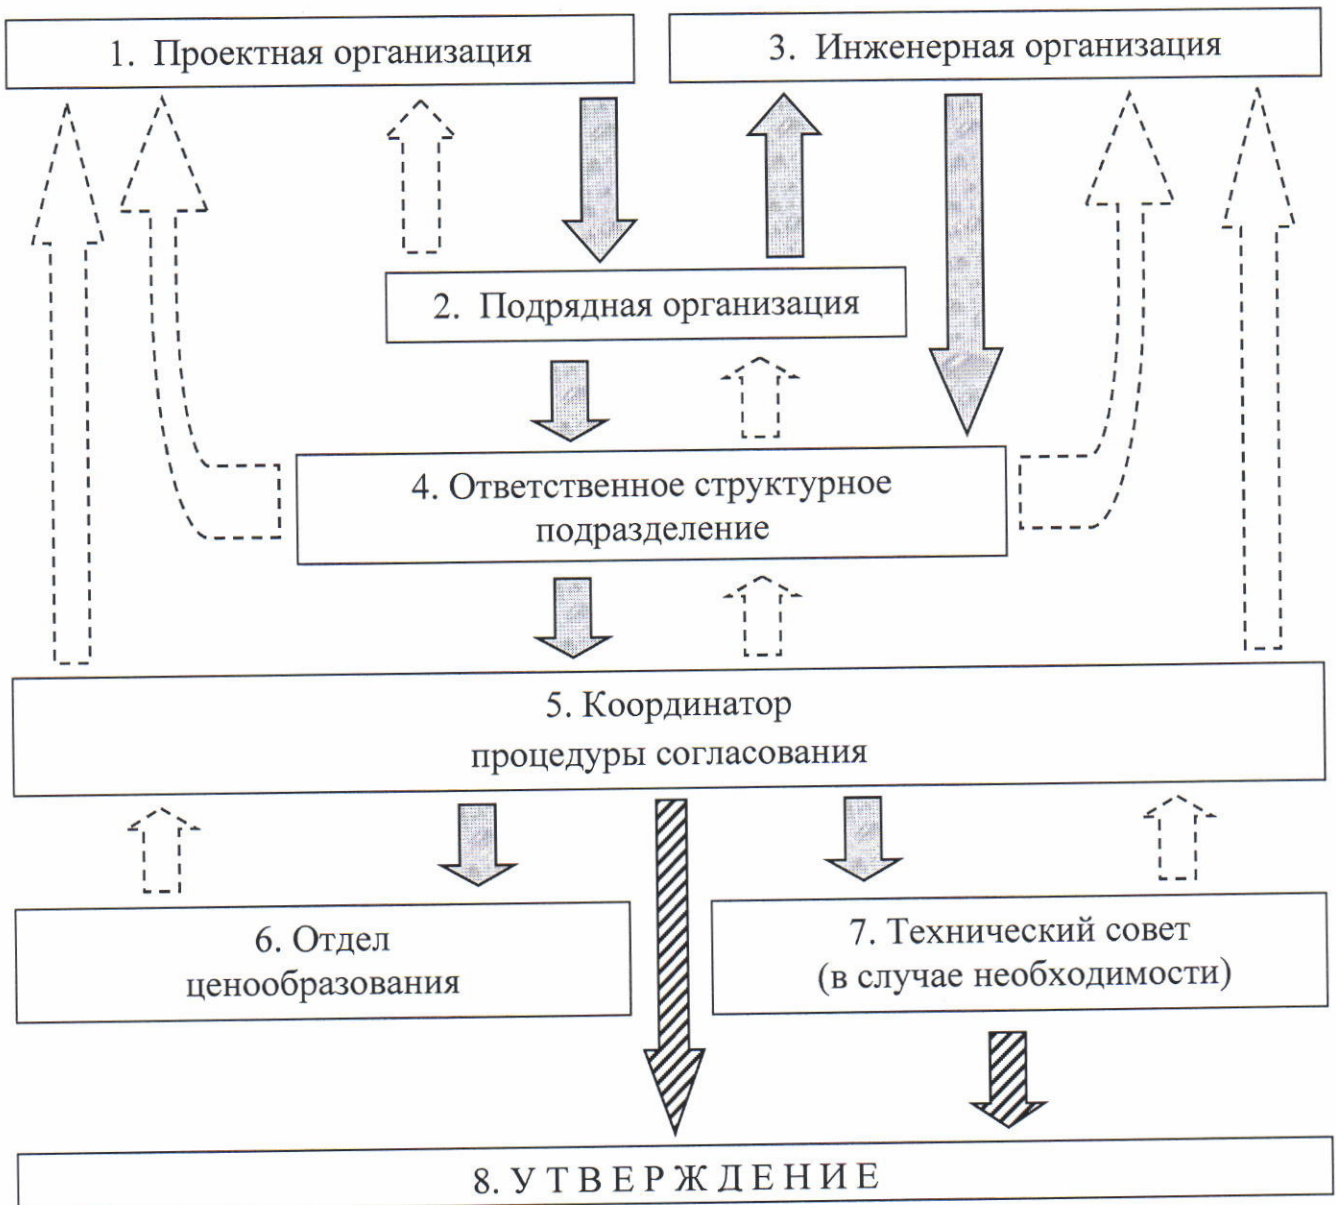 1. Проектная организация
3. Инженерная организация
2. Подрядная организация
4. Ответственное структурное
подразделение
5. Координатор
процедуры согласования
6. Отдел
ценообразования
7. Технический совет
(в случае необходимости)
8. У Т В Е Р Ж Д Е Н И Е